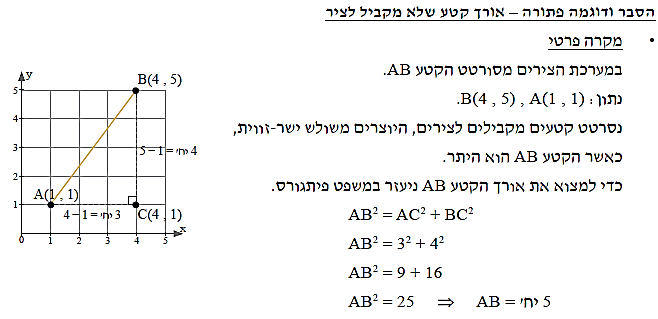 הסבר ודוגמה פתורה – אורך קטע שלא מקביל לציר
• מקרה פרטי
במערכת הצירים מסורטט הקטע AB.
נתון: A(1 , 1) , B(4 , 5).
נסרטט קטעים מקבילים לצירים, היוצרים משולש ישר-זווית,
כאשר הקטע AB הוא היתר.
כדי למצוא את אורך הקטע AB ניעזר במשפט פיתגורס.
AB² = AC² + BC²
AB² = 3² + 4²
AB² = 9 + 16
AB² = 25 ⇒ AB = יח׳ 5
y
B(4 , 5)
5
4
5 – 1 = יח׳ 4
3
2
A(1 , 1)
1
4 – 1 = יח׳ 3
C(4 , 1)
x
0 1 2 3 4 5